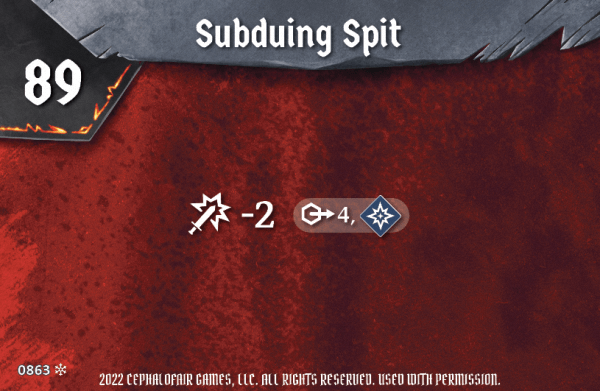 Subduing Spit
89
-2 4,
0863
2022 CEPHALOFAIR GAMES, LLC. ALL RIGHTS RESERVED. USED WITH PERMISSION.